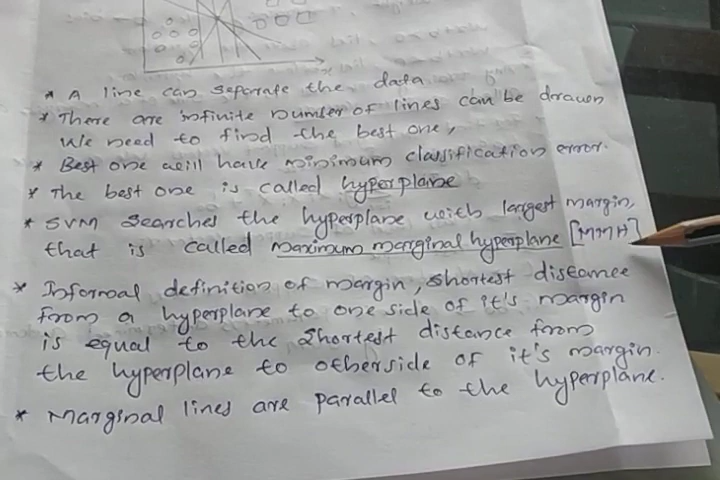 * A line can separate the data
* There are infinite number of lines can be drawn
we need to find the best one,
* Best one will have minimum classification error.
* The best one is called hyperplane
* SVM searches the hyperplane with largest margin,
that is called maximum marginal hyperplane [MMH]
* Informal definition of margin, shortest distance
from a hyperplane to one side of it's margin
is equal to the shortest distance from
the hyperplane to otherside of it's margin.
* Marginal lines are parallel to the hyperplane.